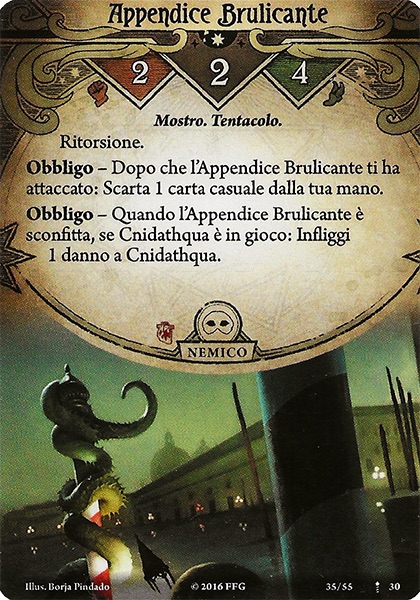 Appendice Brulicante
2 2 4
Mostro. Tentacolo.
Ritorsione.
Obbligo – Dopo che l'Appendice Brulicante ti ha
attaccato: Scarta 1 carta casuale dalla tua mano.
Obbligo – Quando l'Appendice Brulicante è
sconfitta, se Cnidathqua è in gioco: Infliggi
1 danno a Cnidathqua.
NEMICO
Illus. Borja Pindado © 2016 FFG 35/55 30